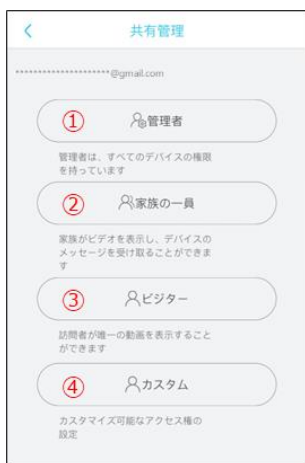 共有管理
*********************@gmail.com
① 管理者
管理者は、すべてのデバイスの権限
を持っています
② 家族の一員
家族がビデオを表示し、デバイスの
メッセージを受け取ることができま
す
③ ビジター
訪問者が唯一の動画を表示すること
ができます
④ カスタム
カスタマイズ可能なアクセス権の
設定